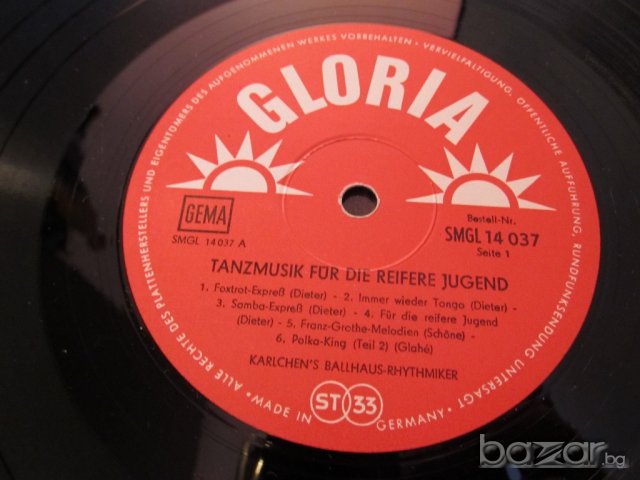 ALLE RECHTE DES PLATTENHERSTELLERS UND EIGENTÜMERS DES AUFGENOMMENEN WERKES VORBEHALTEN · VERVIELFÄLTIGUNG, ÖFFENTLICHE AUFFÜHRUNG, RUNDFUNKSENDUNG UNTERSAGT ·
GLORIA
GEMA
SMGL 14 037 A
Bestell-Nr.
SMGL 14 037
Seite 1
TANZMUSIK FÜR DIE REIFERE JUGEND
1. Foxtrot-Expreß (Dieter) - 2. Immer wieder Tango (Dieter) -
3. Samba-Expreß (Dieter) - 4. Für die reifere Jugend
(Dieter) - 5. Franz-Grothe-Melodien (Schöne) -
6. Polka-King (Teil 2) (Glahé)
KARLCHEN'S BALLHAUS-RHYTHMIKER
MADE IN GERMANY
ST 33
bazar.bg